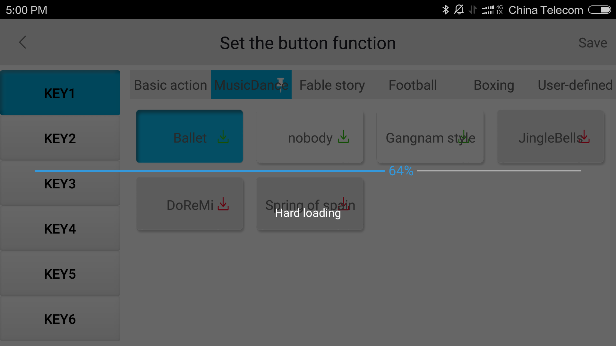 5:00 PM China Telecom
Set the button function
Save
Basic action MusicDance Fable story Football Boxing User-defined
KEY1
KEY2
KEY3
KEY4
KEY5
KEY6
Ballet nobody Gangnam style JingleBells
64%
DoReMi Spring of spain
Hard loading